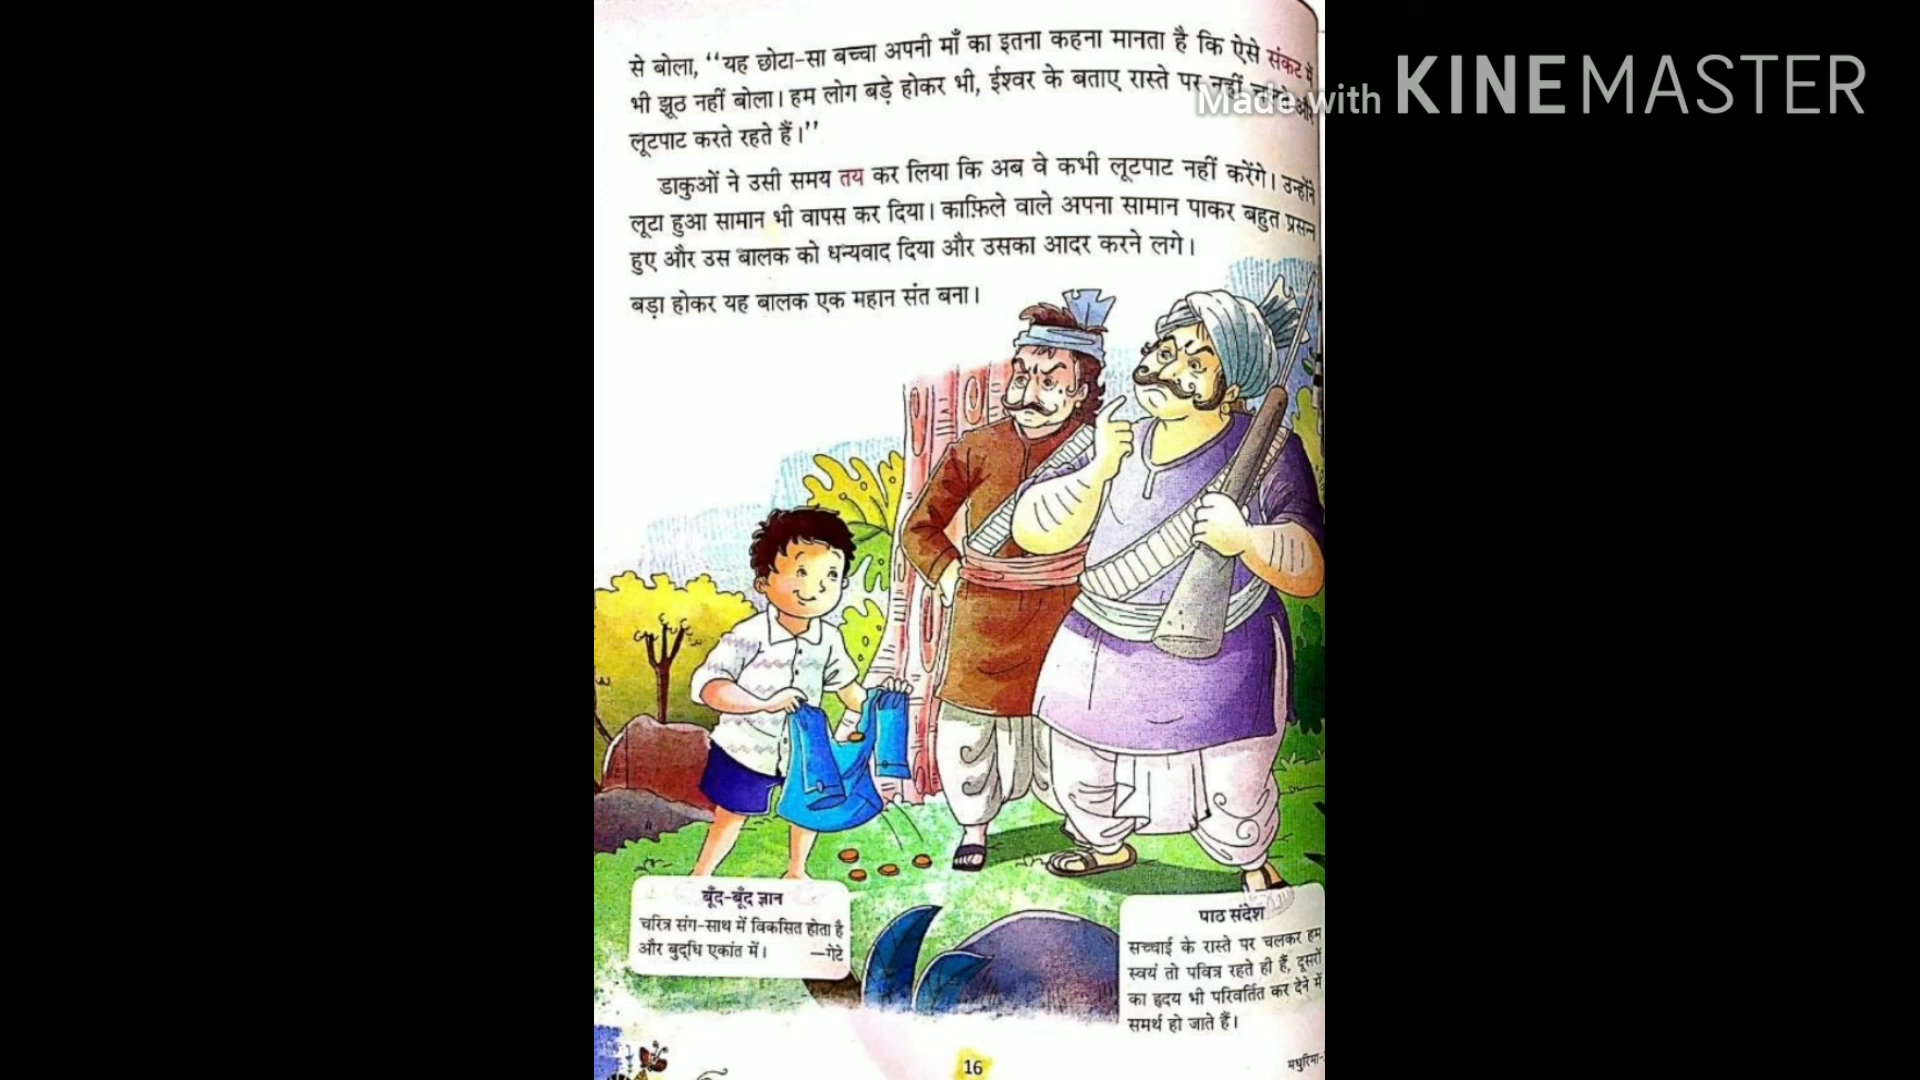 से बोला, ‘‘यह छोटा-सा बच्चा अपनी माँ का इतना कहना मानता है कि ऐसे संकट में
भी झूठ नहीं बोला। हम लोग बड़े होकर भी, ईश्वर के बताए रास्ते पर नहीं और
लूटपाट करते रहते हैं।’’
डाकुओं ने उसी समय तय कर लिया कि अब वे कभी लूटपाट नहीं करेंगे। उन्होंने
लूटा हुआ सामान भी वापस कर दिया। काफ़िले वाले अपना सामान पाकर बहुत प्रसन्न
हुए और उस बालक को धन्यवाद दिया और उसका आदर करने लगे।
बड़ा होकर यह बालक एक महान संत बना।
Made with KINEMASTER
बूँद-बूँद ज्ञान
चरित्र संग-साथ में विकसित होता है
और बुद्धि एकांत में। —गेटे
पाठ संदेश
सच्चाई के रास्ते पर चलकर हम
स्वयं तो पवित्र रहते ही हैं, दूसरों
का हृदय भी परिवर्तित कर देने में
समर्थ हो जाते हैं।
16
मधुरिमा-